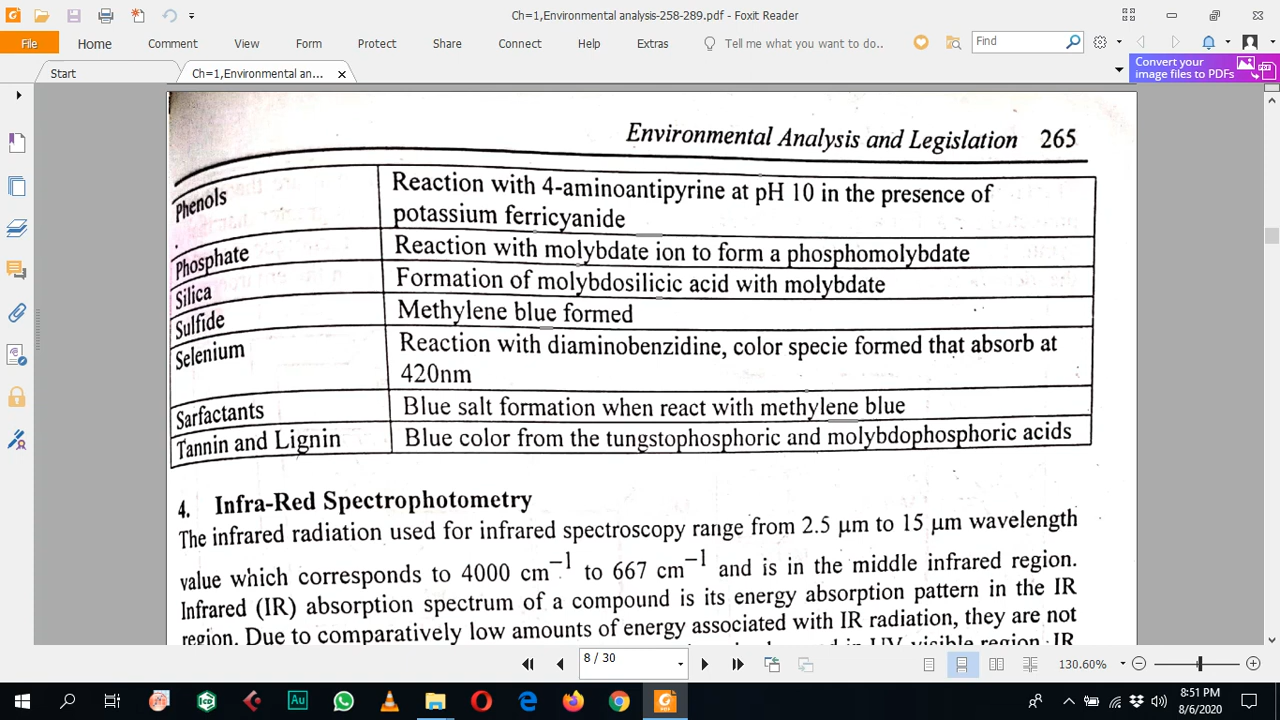 Ch=1,Environmental analysis-258-289.pdf - Foxit Reader
File Home Comment View Form Protect Share Connect Help Extras Tell me what you want to do.. Find
Start Ch=1,Environmental an...
Convert your
image files to PDFs
Environmental Analysis and Legislation 265
Phenols
Reaction with 4-aminoantipyrine at pH 10 in the presence of
potassium ferricyanide
Phosphate
Reaction with molybdate ion to form a phosphomolybdate
Silica
Formation of molybdosilicic acid with molybdate
Sulfide
Methylene blue formed
Selenium
Reaction with diaminobenzidine, color specie formed that absorb at
420nm
Sarfactants
Blue salt formation when react with methylene blue
Tannin and Lignin
Blue color from the tungstophosphoric and molybdophosphoric acids
4. Infra-Red Spectrophotometry
The infrared radiation used for infrared spectroscopy range from 2.5 µm to 15 µm wavelength
value which corresponds to 4000 cm⁻¹ to 667 cm⁻¹ and is in the middle infrared region.
Infrared (IR) absorption spectrum of a compound is its energy absorption pattern in the IR
region. Due to comparatively low amounts of energy associated with IR radiation, they are not
in UV visible region. IR
8 / 30
130.60%
8:51 PM
8/6/2020